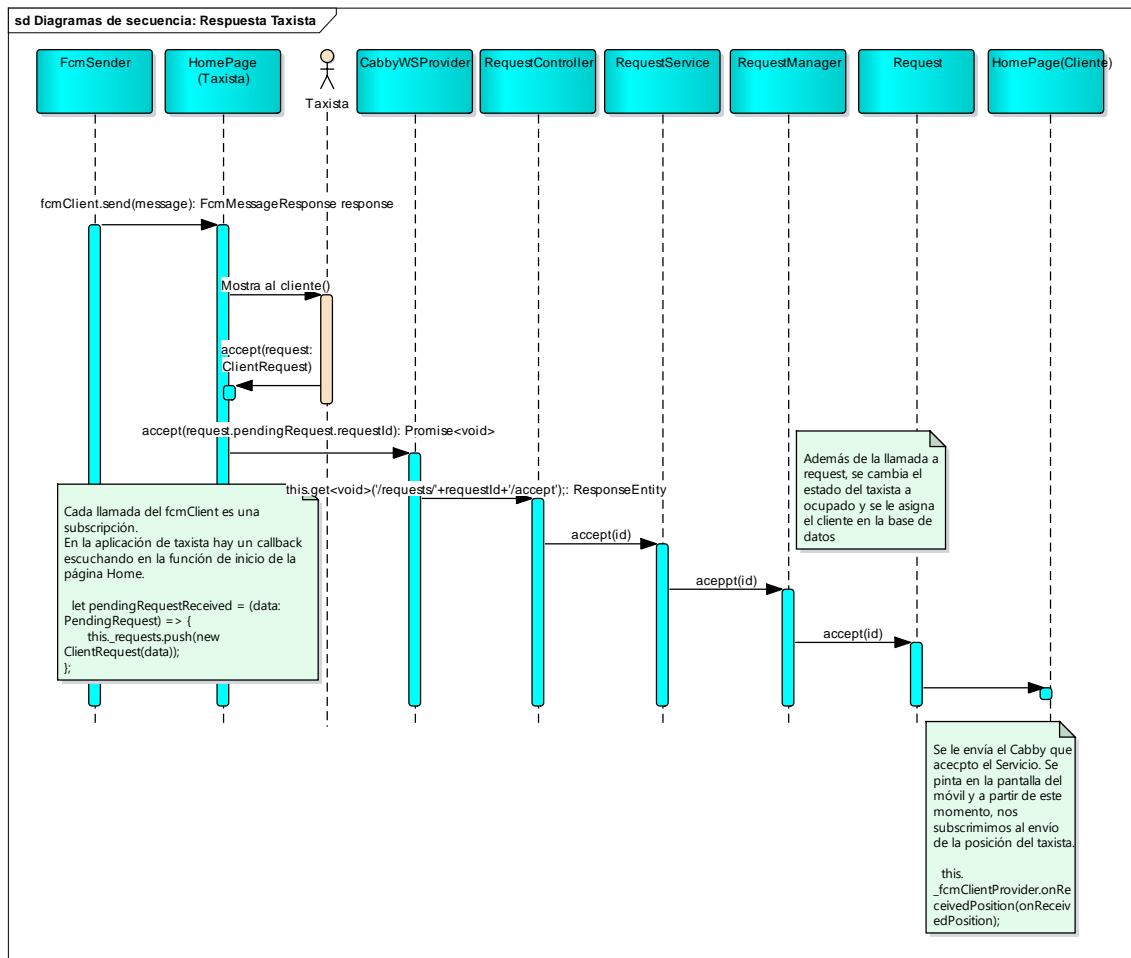 sd Diagramas de secuencia: Respuesta Taxista
FcmSender
HomePage
(Taxista)
Taxista
CabbyWSProvider
RequestController
RequestService
RequestManager
Request
HomePage(Cliente)
fcmClient.send(message): FcmMessageResponse response
Mostra al cliente()
accept(request:
ClientRequest)
accept(request.pendingRequest.requestId): Promise<void>
Además de la llamada a
request, se cambia el
estado del taxista a
ocupado y se le asigna
el cliente en la base de
datos
this.get<void>('/requests/'+requestId+'/accept');: ResponseEntity
Cada llamada del fcmClient es una
subscripción.
En la aplicación de taxista hay un callback
escuchando en la función de inicio de la
página Home.
let pendingRequestReceived = (data:
PendingRequest) => {
this._requests.push(new
ClientRequest(data));
};
accept(id)
aceppt(id)
accept(id)
Se le envía el Cabby que
acecpto el Servicio. Se
pinta en la pantalla del
móvil y a partir de este
momento, nos
subscrimimos al envío
de la posición del taxista.
this.
_fcmClientProvider.onRe
ceivedPosition(onReceiv
edPosition);